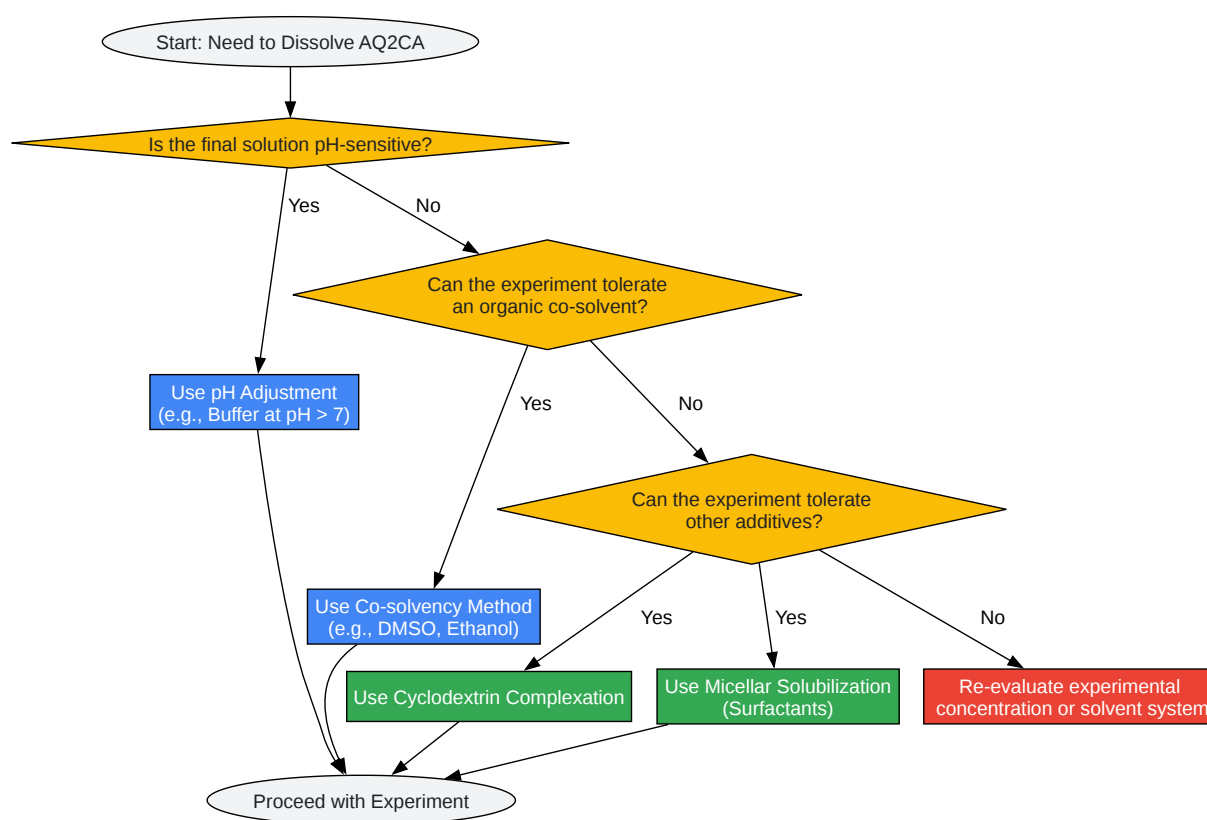 Start: Need to Dissolve AQ2CA
Is the final solution pH-sensitive?
Yes
No
Can the experiment tolerate
an organic co-solvent?
Use pH Adjustment
(e.g., Buffer at pH > 7)
Yes
No
Can the experiment tolerate
other additives?
Use Co-solvency Method
(e.g., DMSO, Ethanol)
Yes
Yes
No
Use Cyclodextrin Complexation
Use Micellar Solubilization
(Surfactants)
Re-evaluate experimental
concentration or solvent system
Proceed with Experiment